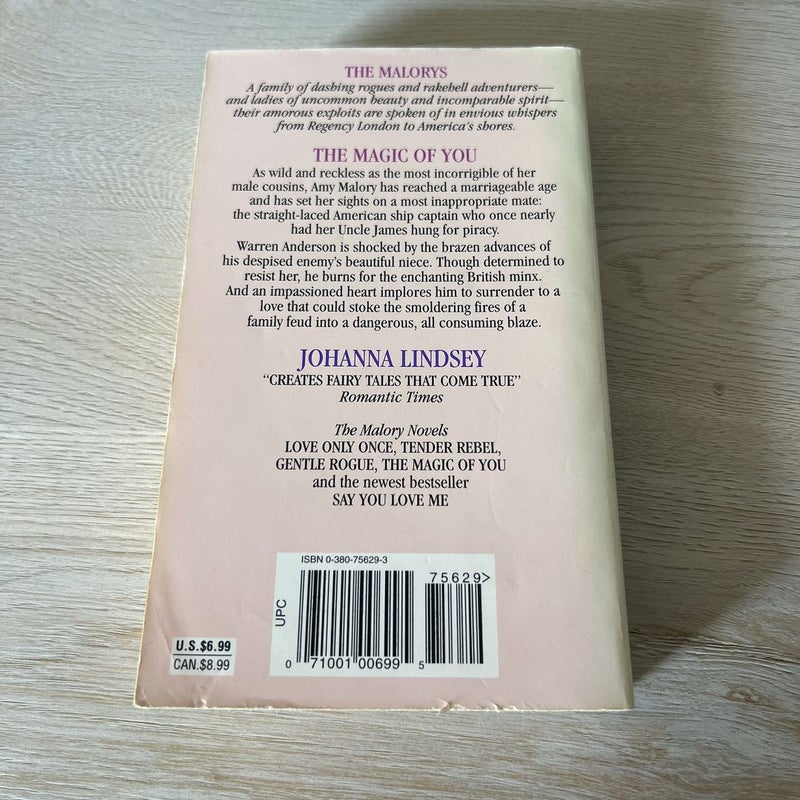 THE MALORYS
A family of dashing rogues and rakehell adventurers—
and ladies of uncommon beauty and incomparable spirit—
their amorous exploits are spoken of in envious whispers
from Regency London to America's shores.
THE MAGIC OF YOU
As wild and reckless as the most incorrigible of her
male cousins, Amy Malory has reached a marriageable age
and has set her sights on a most inappropriate mate:
the straight-laced American ship captain who once nearly
had her Uncle James hung for piracy.
Warren Anderson is shocked by the brazen advances of
his despised enemy's beautiful niece. Though determined to
resist her, he burns for the enchanting British minx.
And an impassioned heart implores him to surrender to a
love that could stoke the smoldering fires of a
family feud into a dangerous, all consuming blaze.
JOHANNA LINDSEY
“CREATES FAIRY TALES THAT COME TRUE”
Romantic Times
The Malory Novels
LOVE ONLY ONCE, TENDER REBEL,
GENTLE ROGUE, THE MAGIC OF YOU
and the newest bestseller
SAY YOU LOVE ME
ISBN 0-380-75629-3
75629>
UPC
U.S.$6.99
CAN.$8.99
0 71001 00699 5